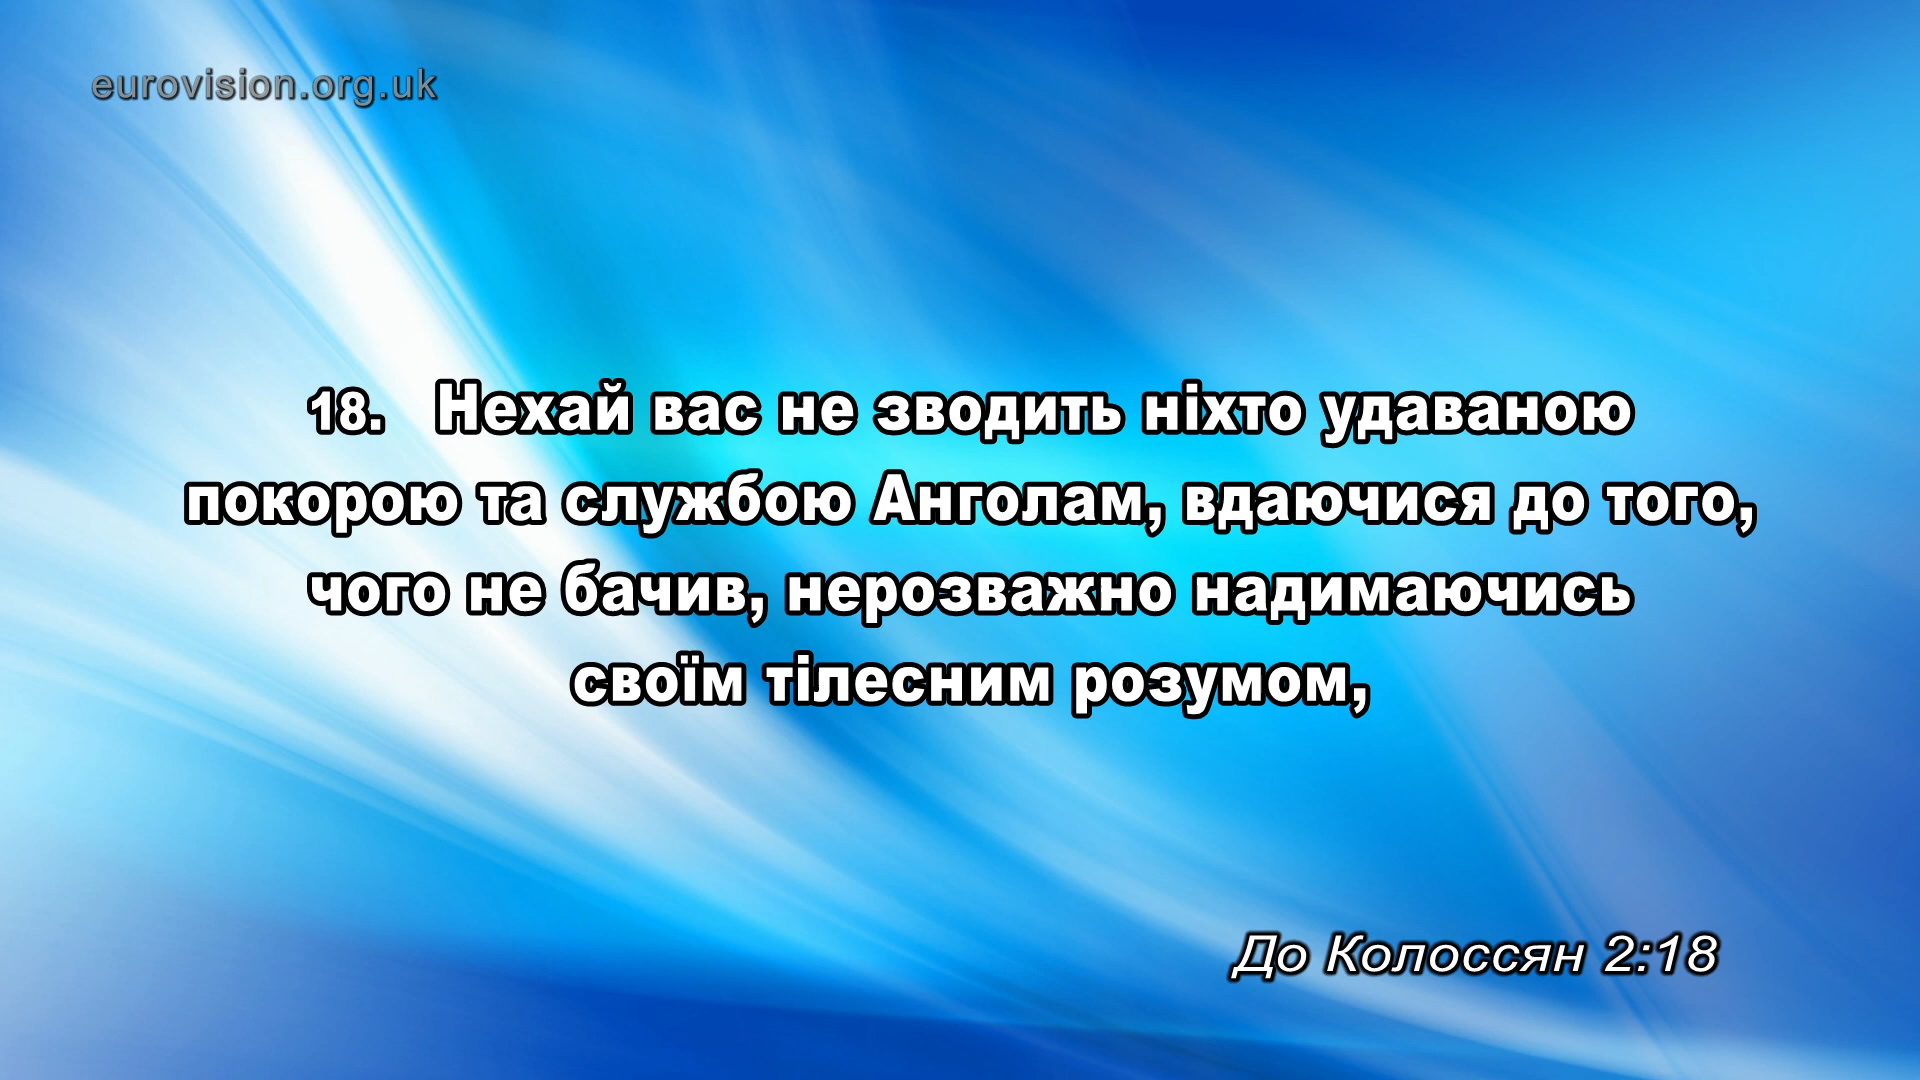 eurovision.org.uk
18. Нехай вас не зводить ніхто удаваною
покорою та службою Анголам, вдаючися до того,
чого не бачив, нерозважно надимаючись
своїм тілесним розумом,
До Колоссян 2:18